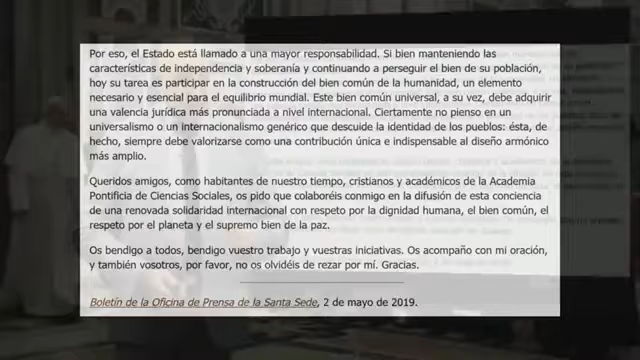 Por eso, el Estado está llamado a una mayor responsabilidad. Si bien manteniendo las
características de independencia y soberanía y continuando a perseguir el bien de su población,
hoy su tarea es participar en la construcción del bien común de la humanidad, un elemento
necesario y esencial para el equilibrio mundial. Este bien común universal, a su vez, debe adquirir
una valencia jurídica más pronunciada a nivel internacional. Ciertamente no pienso en un
universalismo o un internacionalismo genérico que descuide la identidad de los pueblos: ésta, de
hecho, siempre debe valorizarse como una contribución única e indispensable al diseño armónico
más amplio.
Queridos amigos, como habitantes de nuestro tiempo, cristianos y académicos de la Academia
Pontificia de Ciencias Sociales, os pido que colaboréis conmigo en la difusión de esta conciencia
de una renovada solidaridad internacional con respeto por la dignidad humana, el bien común, el
respeto por el planeta y el supremo bien de la paz.
Os bendigo a todos, bendigo vuestro trabajo y vuestras iniciativas. Os acompaño con mi oración,
y también vosotros, por favor, no os olvidéis de rezar por mí. Gracias.
Boletín de la Oficina de Prensa de la Santa Sede, 2 de mayo de 2019.